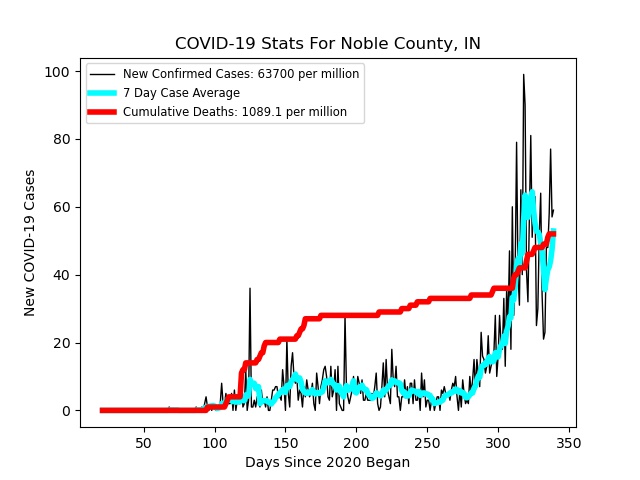 COVID-19 Stats For Noble County, IN
New Confirmed Cases: 63700 per million
7 Day Case Average
Cumulative Deaths: 1089.1 per million
New COVID-19 Cases
100
80
60
40
20
0
50 100 150 200 250 300 350
Days Since 2020 Began